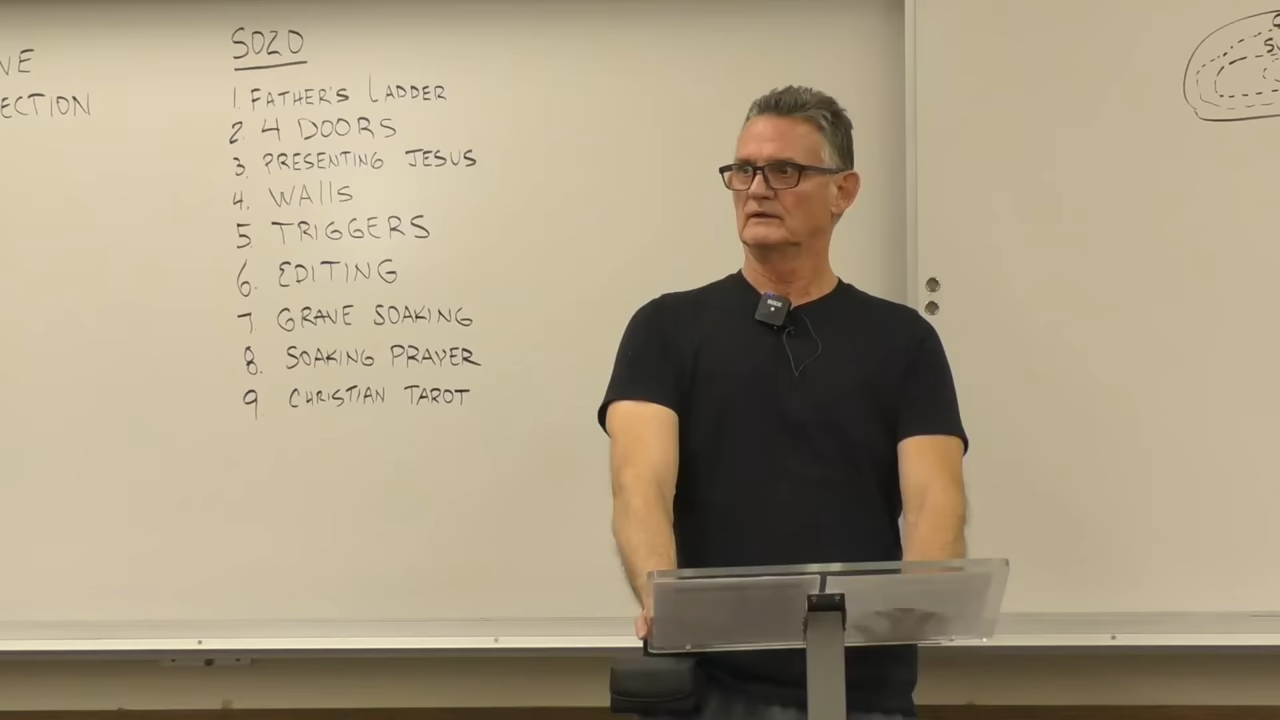 VE
ECTION
SOZO
1. FATHER'S LADDER
2. 4 DOORS
3. PRESENTING JESUS
4. WALLS
5. TRIGGERS
6. EDITING
7 GRAVE SOAKING
8. SOAKING PRAYER
9. CHRISTIAN TAROT